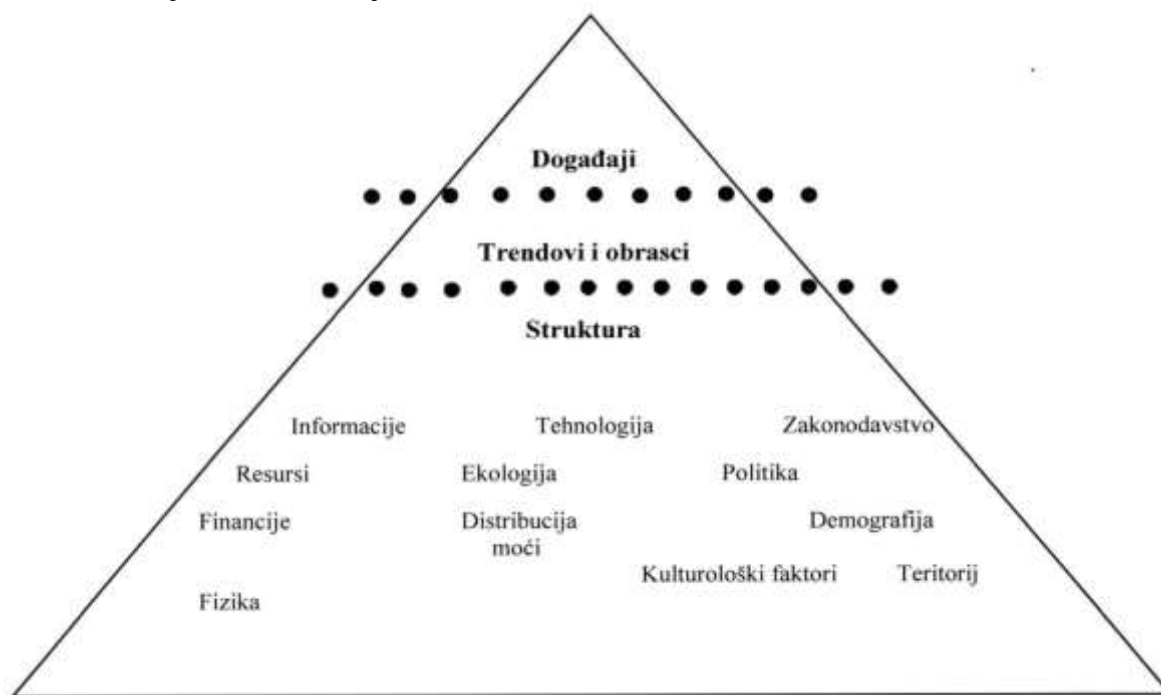 Događaji
Trendovi i obrasci
Struktura
Informacije Tehnologija Zakonodavstvo
Resursi Ekologija Politika
Financije Distribucija Demografija
moći
Kulturološki faktori Teritorij
Fizika